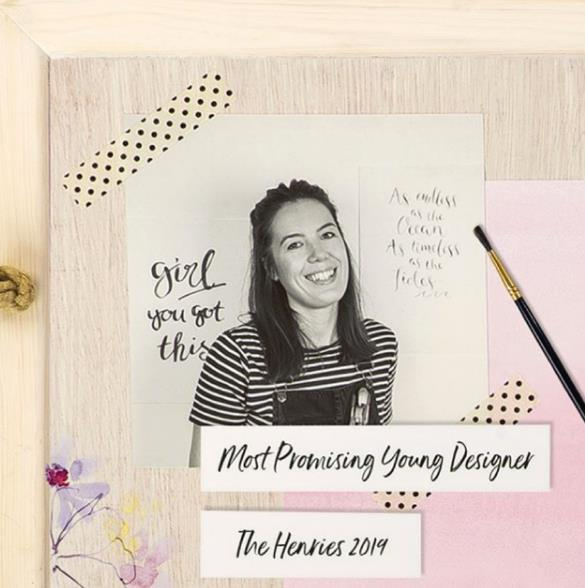 girl
you got
this
As endless
as the
Ocean
As timeless
as the
Tides
Most Promising Young Designer
The Henries 2019